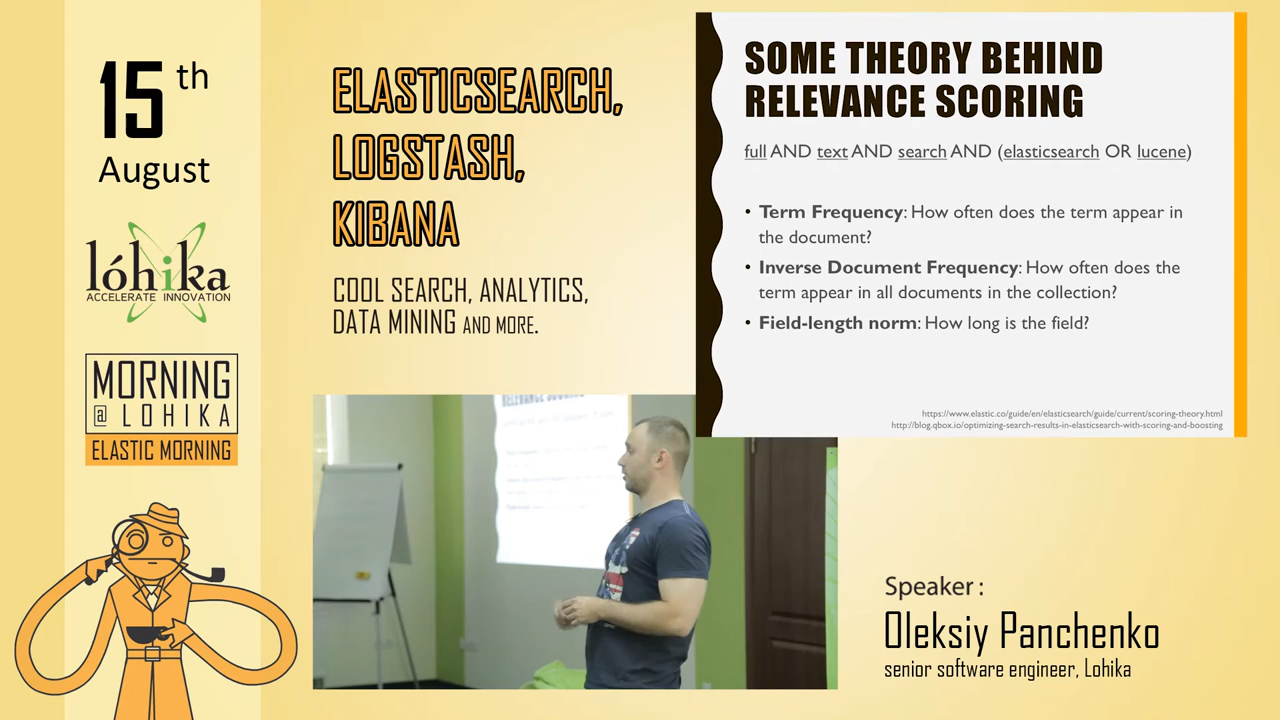 15th
August
lóhika
ACCELERATE INNOVATION
MORNING
@ LOHIKA
ELASTIC MORNING
ELASTICSEARCH,
LOGSTASH,
KIBANA
COOL SEARCH, ANALYTICS,
DATA MINING AND MORE.
SOME THEORY BEHIND
RELEVANCE SCORING
full AND text AND search AND (elasticsearch OR lucene)
• Term Frequency: How often does the term appear in
the document?
• Inverse Document Frequency: How often does the
term appear in all documents in the collection?
• Field-length norm: How long is the field?
https://www.elastic.co/guide/en/elasticsearch/guide/current/scoring-theory.html
http://blog.qbox.io/optimizing-search-results-in-elasticsearch-with-scoring-and-boosting
Speaker :
Oleksiy Panchenko
senior software engineer, Lohika